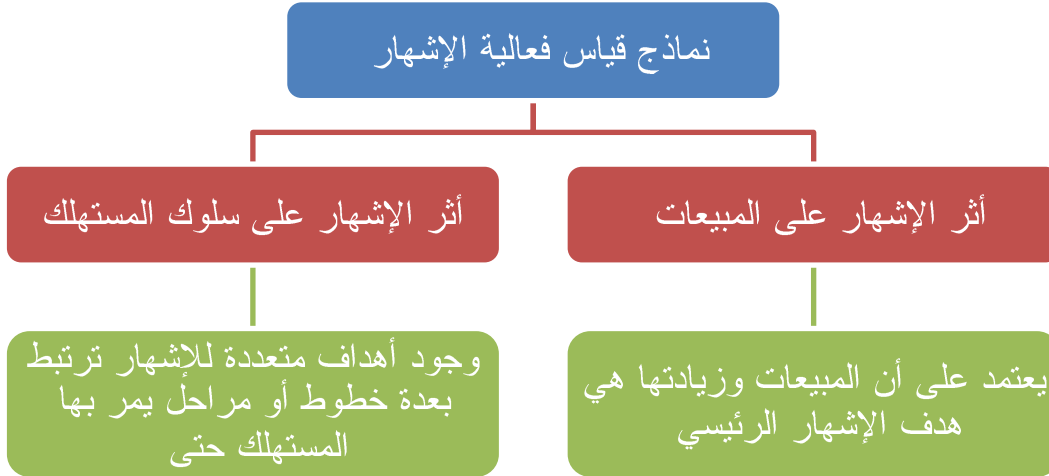 نماذج قياس فعالية الإشهار
أثر الإشهار على المبيعات
أثر الإشهار على سلوك المستهلك
يعتمد على أن المبيعات وزيادتها هي
هدف الإشهار الرئيسي
وجود أهداف متعددة للإشهار ترتبط
بعدة خطوط أو مراحل يمر بها
المستهلك حتى